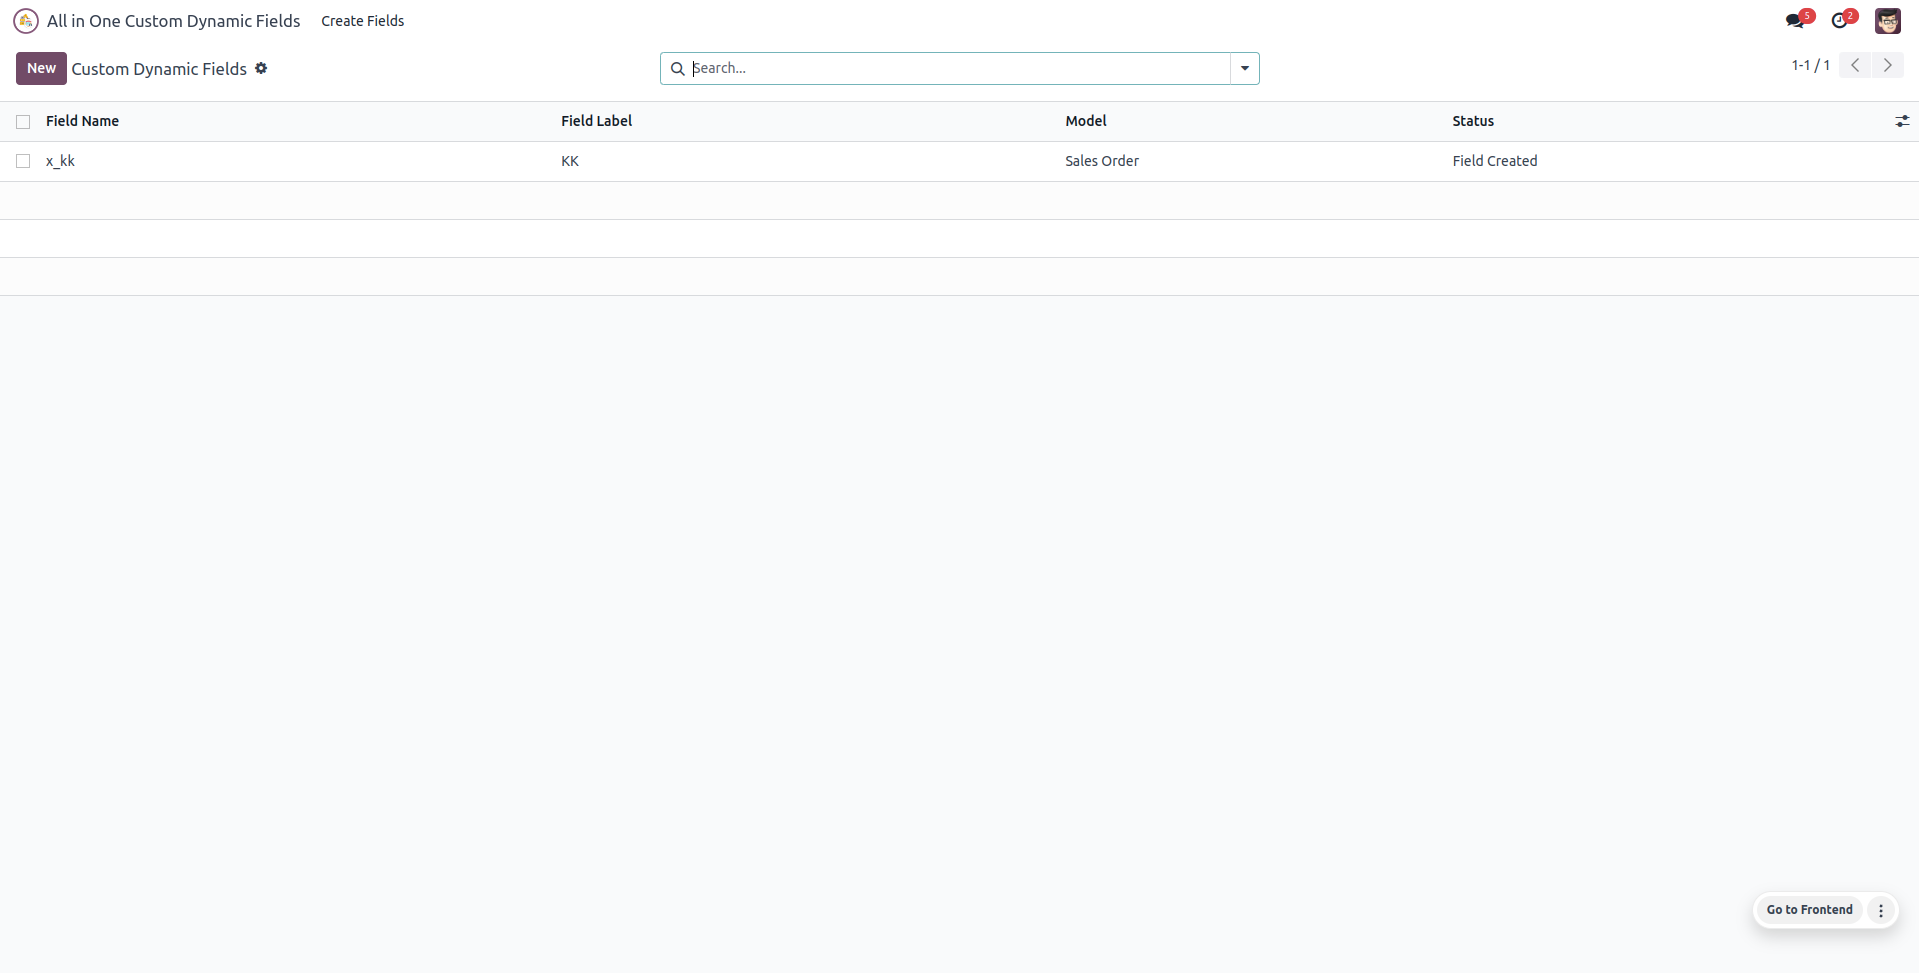 All in One Custom Dynamic Fields Create Fields 5 2
New Custom Dynamic Fields Search... 1-1 / 1
Field Name Field Label Model Status
x_kk KK Sales Order Field Created
Go to Frontend